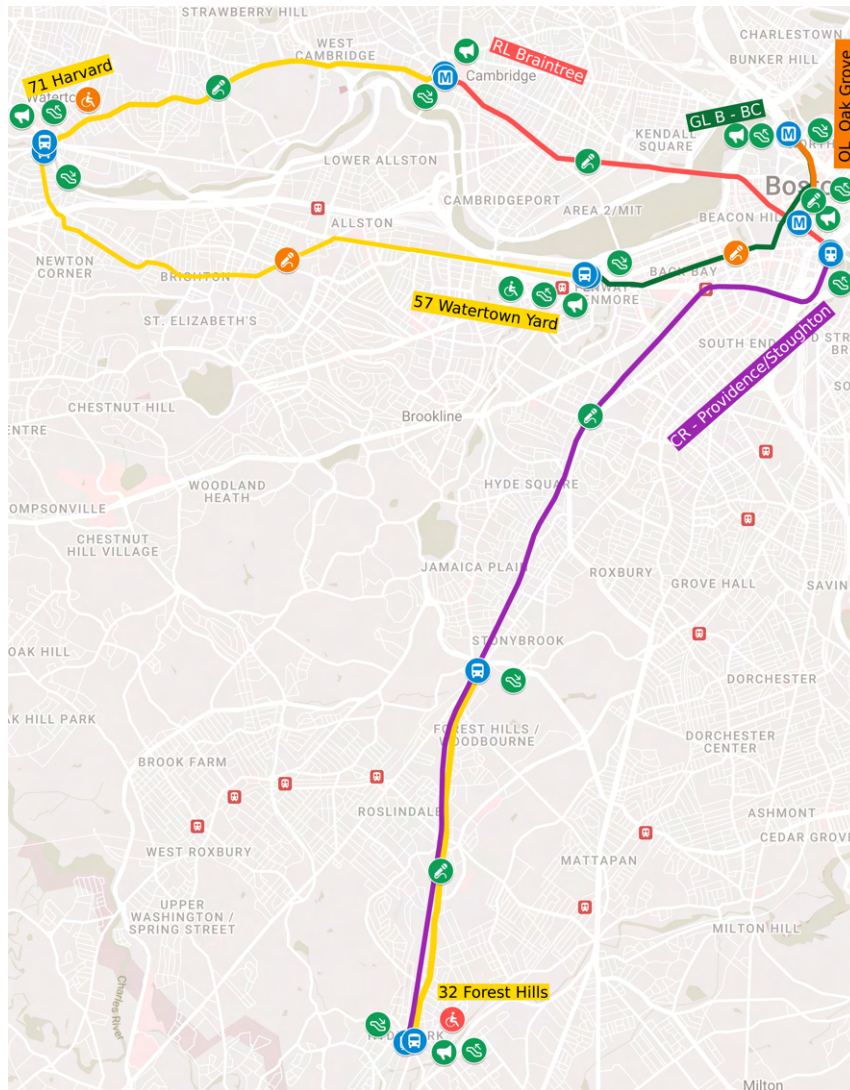 STRAWBERRY HILL
CHARLESTOWN
WEST
CAMBRIDGE
RL Braintree
BUNKER HILL
71 Harvard
Cambridge
OL Oak Grove
GL B - BC
KENDALL
SQUARE
LOWER ALLSTON
CAMBRIDGEPORT
AREA 2/MIT
BEACON HILL
ALLSTON
NEWTON
CORNER
BRIGHTON
BACK BAY
57 Watertown Yard
ST. ELIZABETH'S
CR - Providence/Stoughton
CHESTNUT HILL
Brookline
WOODLAND
HEATH
HYDE SQUARE
CHESTNUT
HILL VILLAGE
JAMAICA PLAIN
ROXBURY
GROVE HALL
STONYBROOK
OAK HILL
DORCHESTER
FOREST HILLS /
WOODBOURNE
DORCHESTER
CENTER
BROOK FARM
ROSLINDALE
ASHMONT
CEDAR GROVE
WEST ROXBURY
MATTAPAN
UPPER
WASHINGTON /
SPRING STREET
MILTON HILL
Charles River
32 Forest Hills
Milton